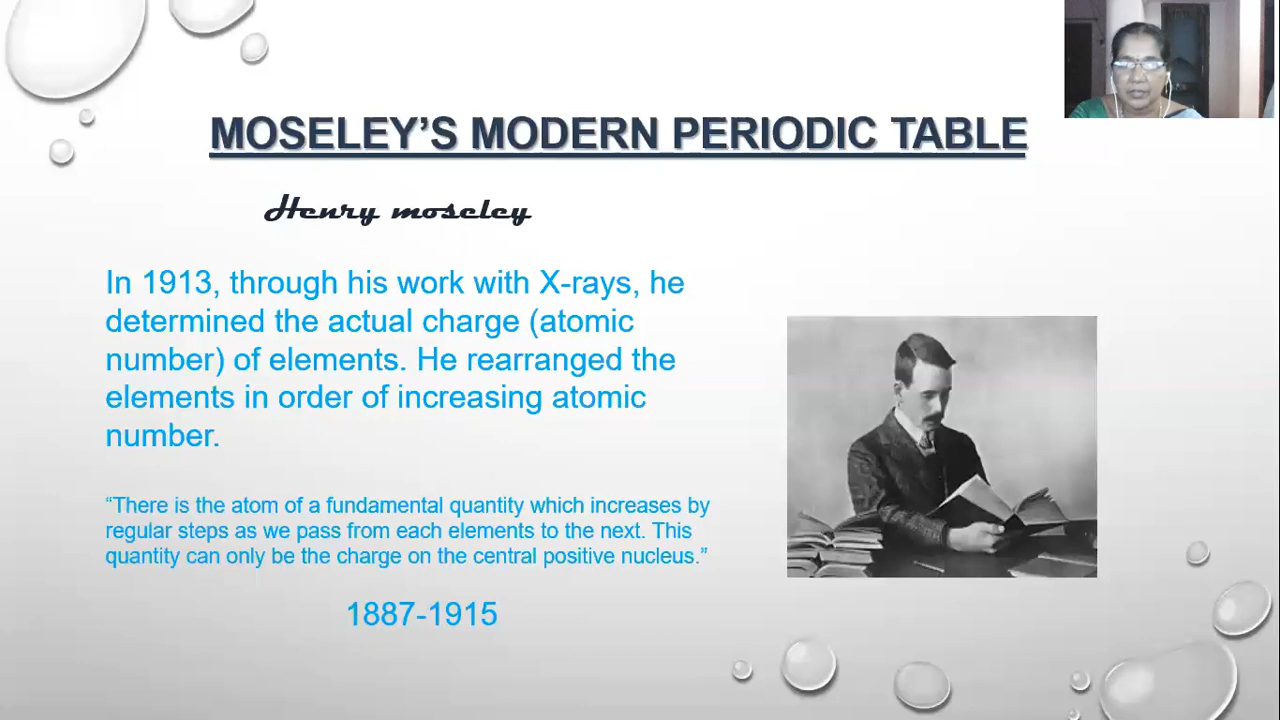 MOSELEY’S MODERN PERIODIC TABLE
Henry moseley
In 1913, through his work with X-rays, he
determined the actual charge (atomic
number) of elements. He rearranged the
elements in order of increasing atomic
number.
“There is the atom of a fundamental quantity which increases by
regular steps as we pass from each elements to the next. This
quantity can only be the charge on the central positive nucleus.”
1887-1915